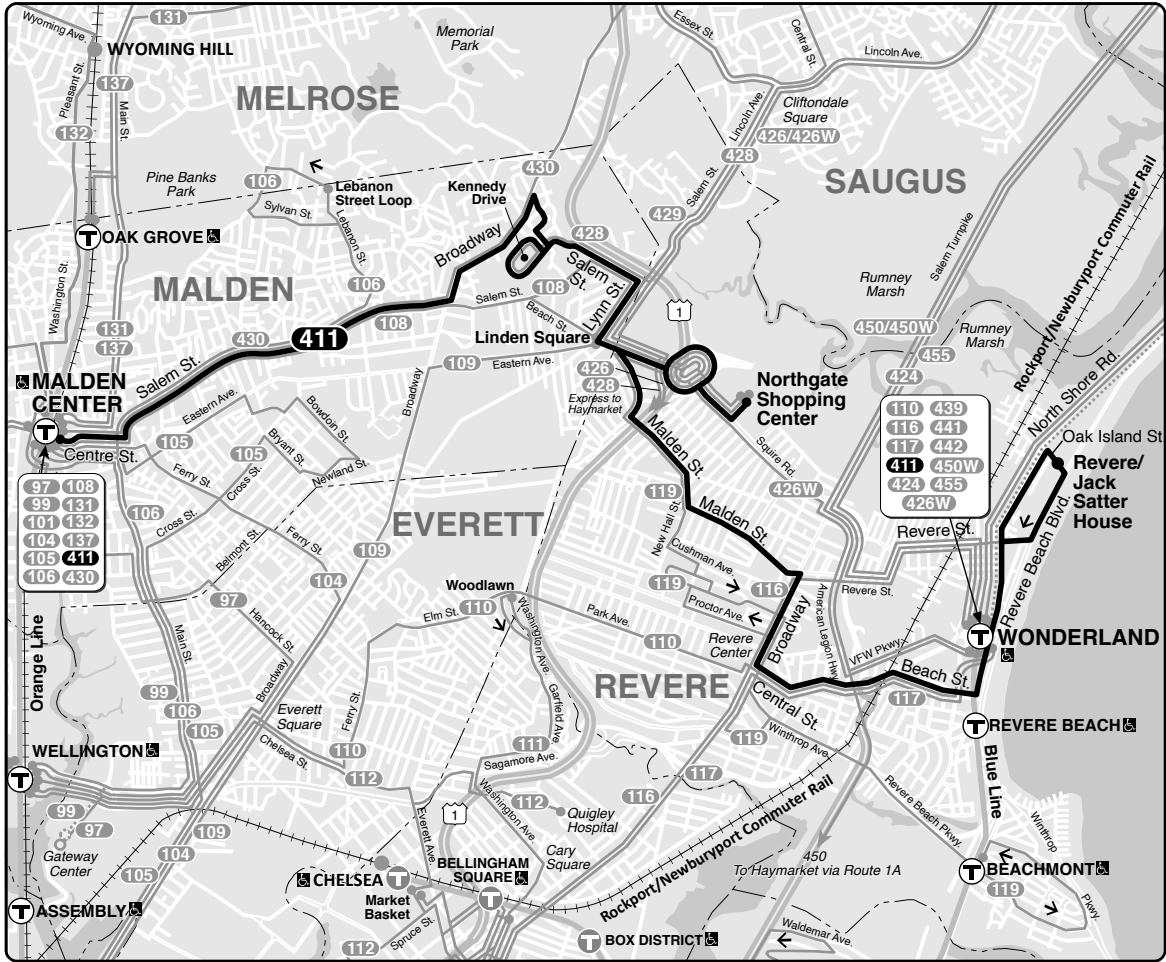 Wyoming Ave.
131
WYOMING HILL
Memorial
Park
Essex St.
Central St.
Lincoln Ave.
Pleasant St.
137
Main St.
MELROSE
132
Lincoln Ave.
Cliftondale
Square
426/426W
428
Pine Banks
Park
106
Lebanon
Street Loop
Sylvan St.
Lebanon St.
Kennedy
Drive
430
Salem St.
SAUGUS
429
OAK GROVE
Broadway
428
Salem
St.
Salem Turnpike
Rockport/Newburyport Commuter Rail
Washington St.
MALDEN
106
Salem St.
108
Beach St.
Lynn St.
1
Rumney
Marsh
131
137
430
411
108
Linden Square
450/450W
Rumney
Marsh
455
424
North Shore Rd.
MALDEN
CENTER
Salem St.
109
Eastern Ave.
Broadway
426
428
Express to
Haymarket
Northgate
Shopping
Center
Eastern Ave.
Bowdoin St.
Bryant St.
110 439
116 441
117 442
411 450W
424 455
426W
Oak Island St.
Revere/
Jack
Satter
House
Centre St.
105
105
Newland St.
Ferry St.
Cross St.
Malden St.
Squire Rd.
426W
97 108
99 131
101 132
104 137
105 411
106 430
106
Cross St.
Belmont St.
Ferry St.
109
EVERETT
119
New Hall St.
Malden St.
Revere St.
Revere Beach Blvd.
Cushman Ave.
104
Woodlawn
119
116
Proctor Ave.
Revere St.
American Legion Hwy.
97
Hancock St.
Elm St.
110
Park Ave.
110
Revere
Center
Broadway
VFW Pkwy.
WONDERLAND
Orange Line
Main St.
Washington Ave.
REVERE
Beach St.
117
99
106
105
Broadway
Everett
Square
Ferry St.
Garfield Ave.
Central St.
119
Winthrop Ave.
REVERE BEACH
WELLINGTON
Chelsea St.
110
112
111
Sagamore Ave.
117
Blue Line
99
97
109
Everett Ave.
1
Washington Ave.
112
Quigley
Hospital
116
Rockport/Newburyport Commuter Rail
Revere Beach Pkwy.
Winthrop
Pkwy.
Gateway
Center
104
105
CHELSEA
Market
Basket
BELLINGHAM
SQUARE
Cary
Square
450
To Haymarket via Route 1A
BEACHMONT
119
ASSEMBLY
112
Spruce St.
BOX DISTRICT
Waldemar Ave.